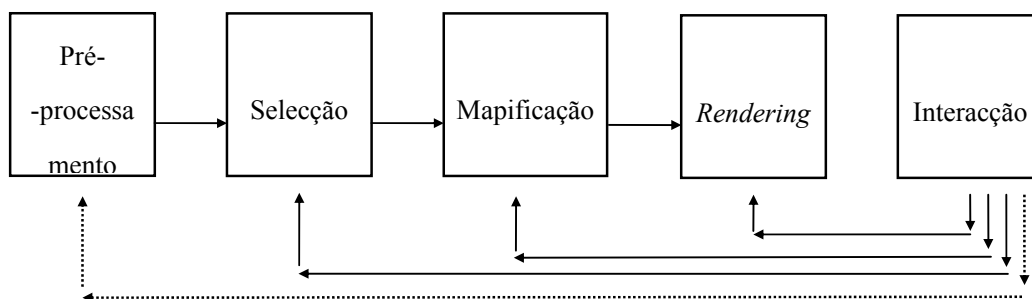 Pré-
-processa
mento
Selecção
Mapificação
Rendering
Interacção